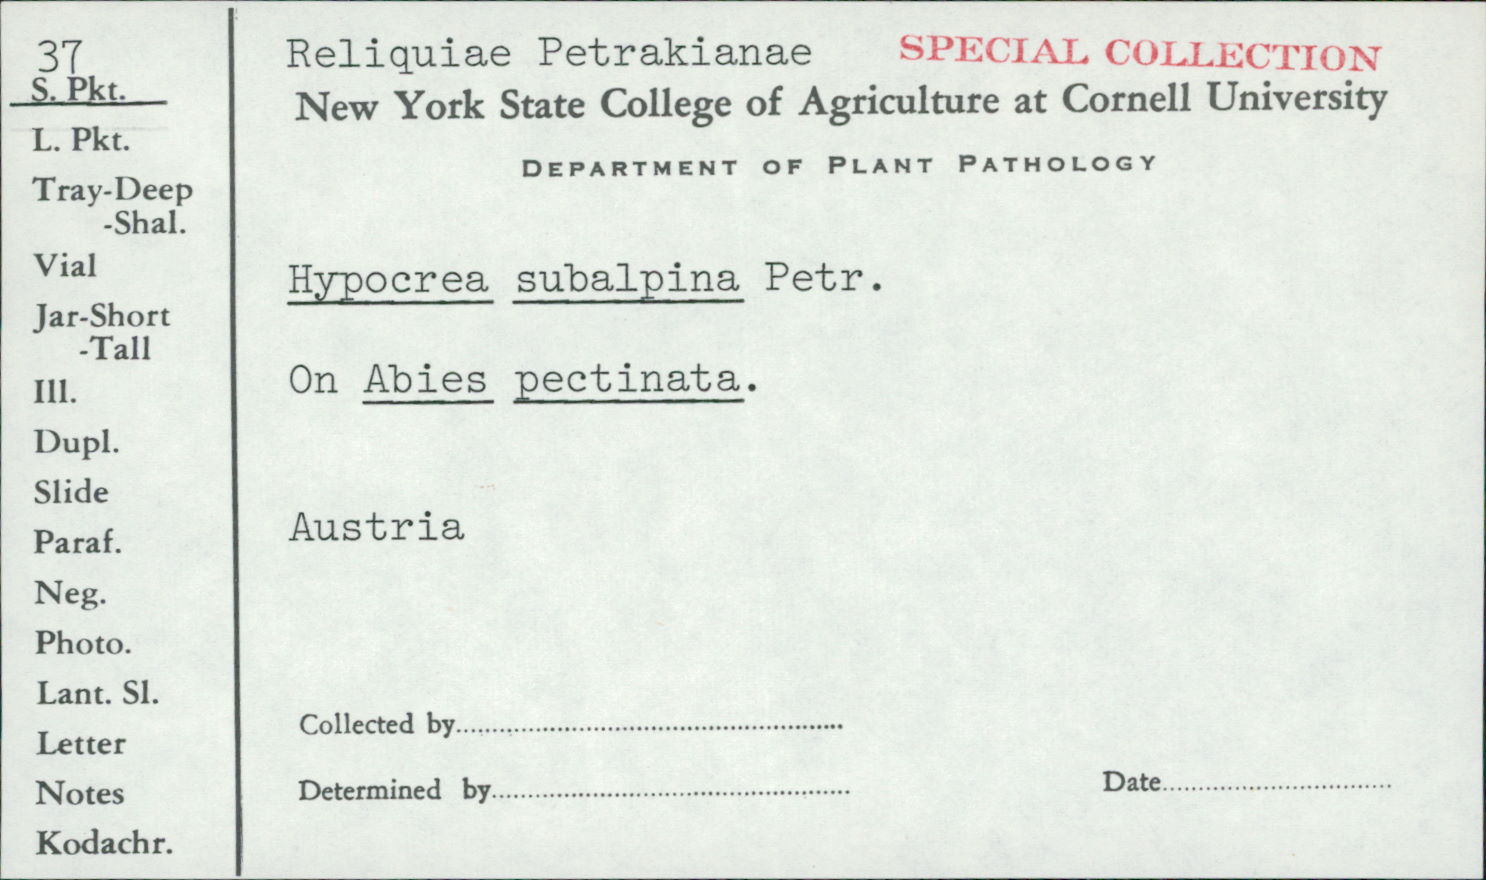 37
S. Pkt.
L. Pkt.
Tray-Deep
-Shal.
Vial
Jar-Short
-Tall
Ill.
Dupl.
Slide
Paraf.
Neg.
Photo.
Lant. Sl.
Letter
Notes
Kodachr.
Reliquiae Petrakianae SPECIAL COLLECTION
New York State College of Agriculture at Cornell University
DEPARTMENT OF PLANT PATHOLOGY
Hypocrea subalpina Petr.
On Abies pectinata.
Austria
Collected by
Determined by
Date